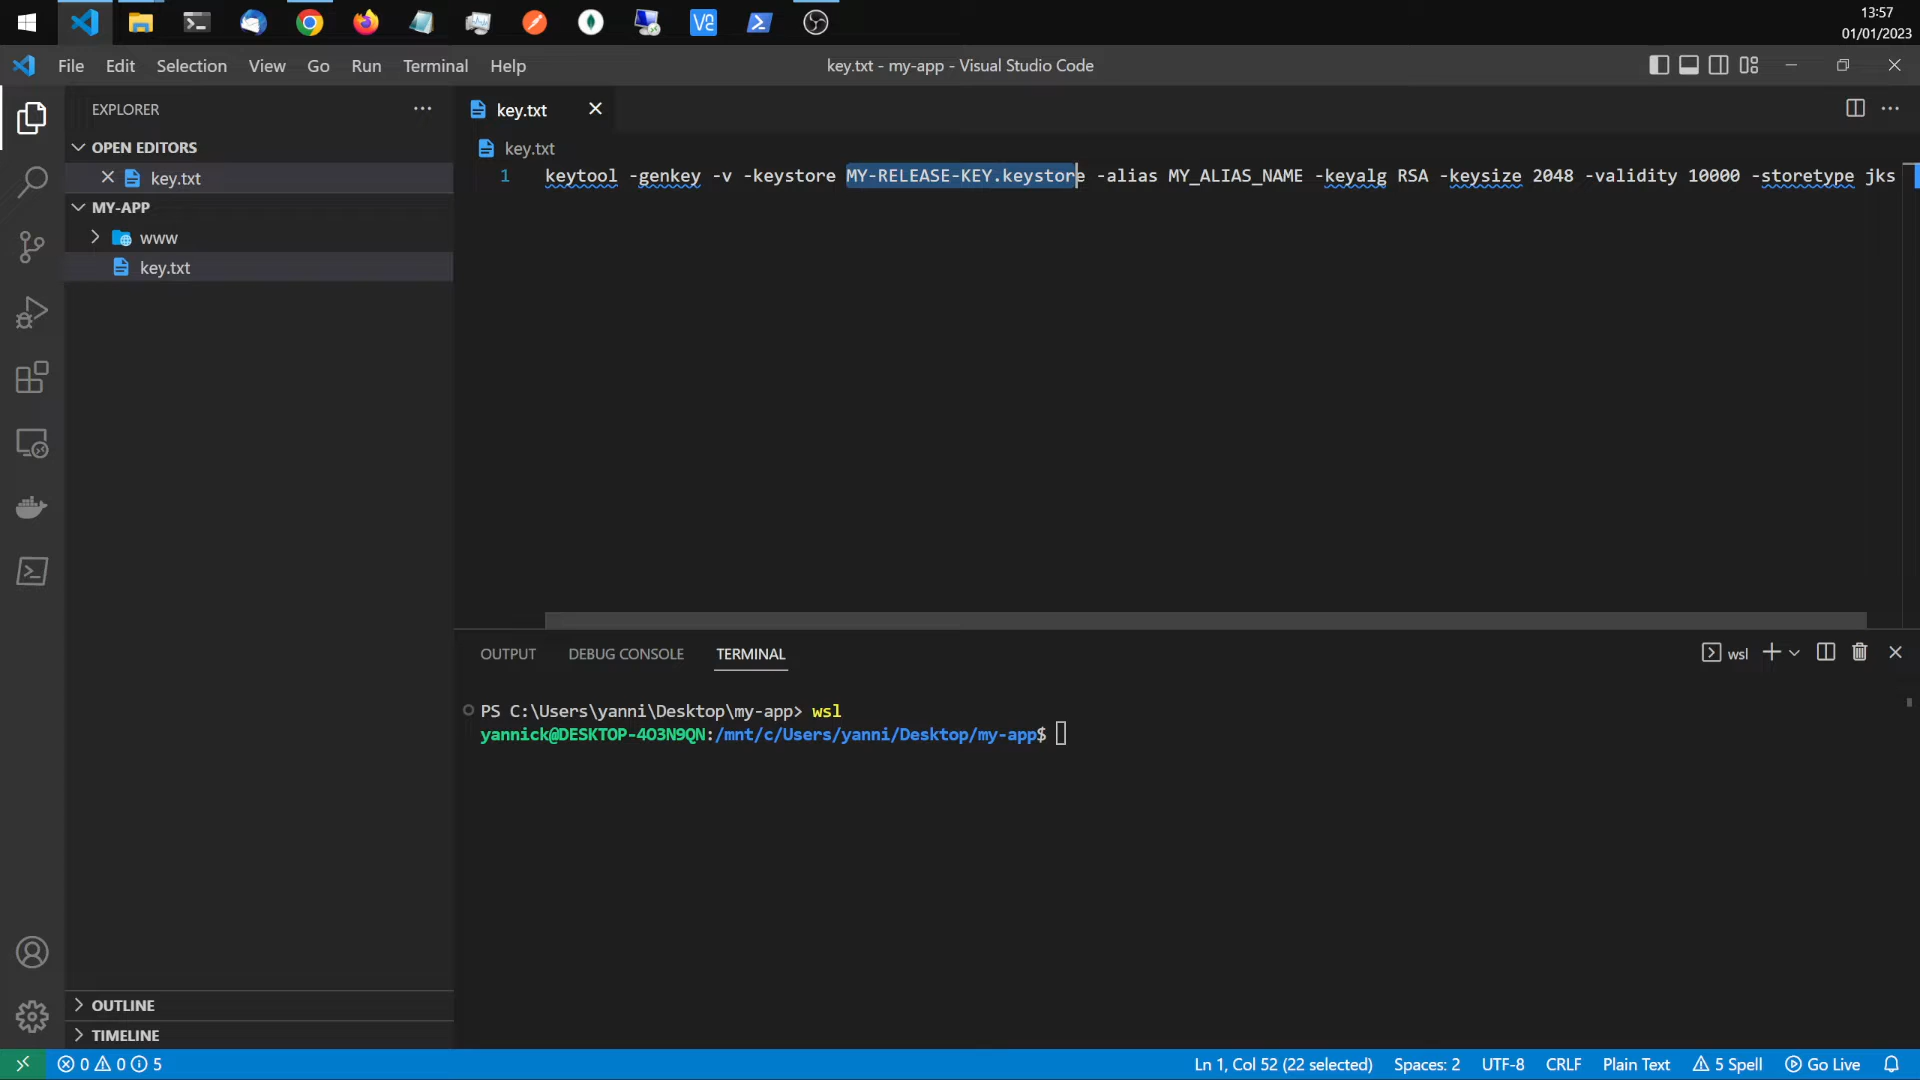 13:57
01/01/2023
File Edit Selection View Go Run Terminal Help
key.txt - my-app - Visual Studio Code
EXPLORER
OPEN EDITORS
key.txt
MY-APP
www
key.txt
OUTLINE
TIMELINE
key.txt
key.txt
1 keytool -genkey -v -keystore MY-RELEASE-KEY.keystore -alias MY_ALIAS_NAME -keyalg RSA -keysize 2048 -validity 10000 -storetype jks
OUTPUT DEBUG CONSOLE TERMINAL
wsl
PS C:\Users\yanni\Desktop\my-app> wsl
yannick@DESKTOP-4O3N9QN:/mnt/c/Users/yanni/Desktop/my-app$
0 0 5
Ln 1, Col 52 (22 selected) Spaces: 2 UTF-8 CRLF Plain Text 5 Spell Go Live